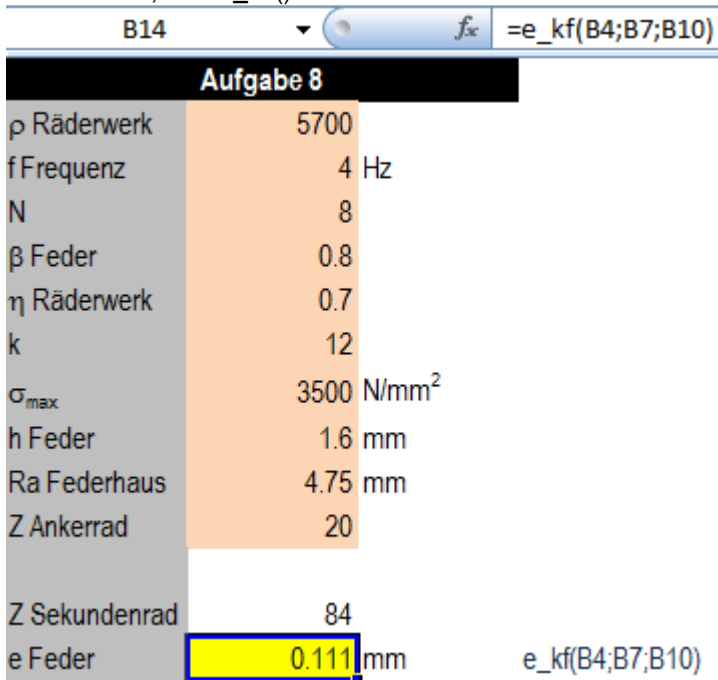 B14 fx =e_kf(B4;B7;B10)
Aufgabe 8
ρ Räderwerk 5700
f Frequenz 4 Hz
N 8
β Feder 0.8
η Räderwerk 0.7
k 12
σmax 3500 N/mm²
h Feder 1.6 mm
Ra Federhaus 4.75 mm
Z Ankerrad 20
Z Sekundenrad 84
e Feder 0.111 mm e_kf(B4;B7;B10)